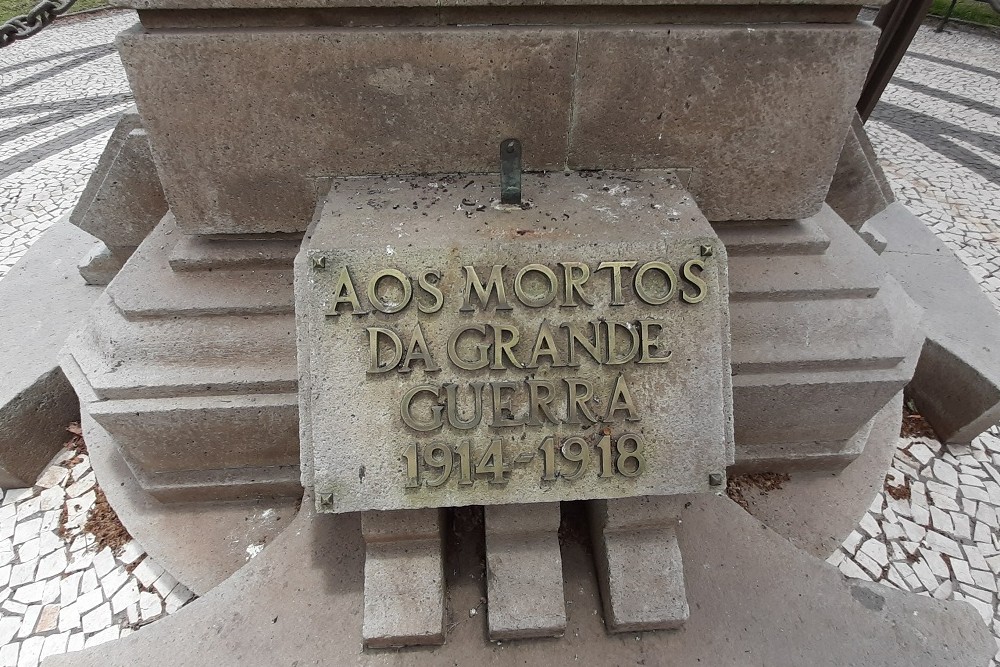 AOS MORTOS
DA GRANDE
GUERRA
1914-1918